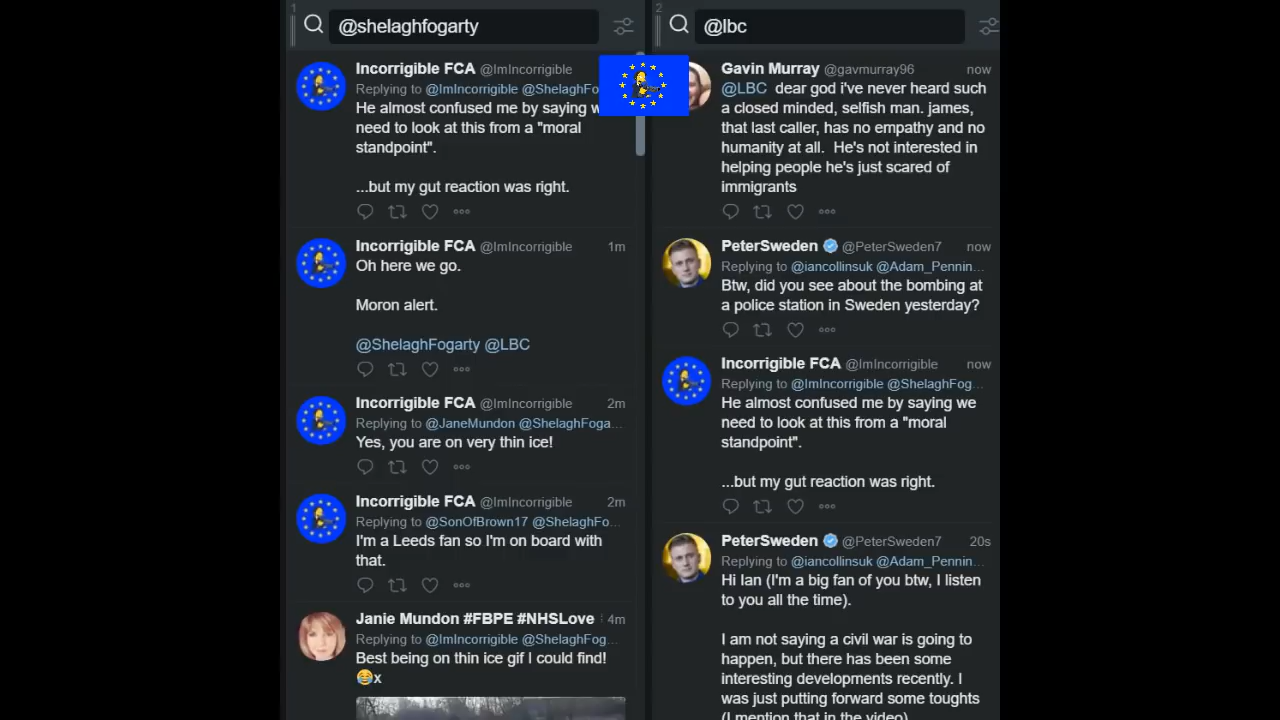 1
@shelaghfogarty
Incorrigible FCA @ImIncorrigible
Replying to @ImIncorrigible @ShelaghFo
He almost confused me by saying w
need to look at this from a "moral
standpoint".
...but my gut reaction was right.
Incorrigible FCA @ImIncorrigible 1m
Oh here we go.
Moron alert.
@ShelaghFogarty @LBC
Incorrigible FCA @ImIncorrigible 2m
Replying to @JaneMundon @ShelaghFoga...
Yes, you are on very thin ice!
Incorrigible FCA @ImIncorrigible 2m
Replying to @SonOfBrown17 @ShelaghFo...
I'm a Leeds fan so I'm on board with
that.
Janie Mundon #FBPE #NHSLove 4m
Replying to @ImIncorrigible @ShelaghFog...
Best being on thin ice gif I could find!
😂x
2
@lbc
Gavin Murray @gavmurray96 now
@LBC dear god i've never heard such
a closed minded, selfish man. james,
that last caller, has no empathy and no
humanity at all. He's not interested in
helping people he's just scared of
immigrants
PeterSweden @PeterSweden7 now
Replying to @iancollinsuk @Adam_Pennin...
Btw, did you see about the bombing at
a police station in Sweden yesterday?
Incorrigible FCA @ImIncorrigible now
Replying to @ImIncorrigible @ShelaghFog...
He almost confused me by saying we
need to look at this from a "moral
standpoint".
...but my gut reaction was right.
PeterSweden @PeterSweden7 20s
Replying to @iancollinsuk @Adam_Pennin...
Hi Ian (I'm a big fan of you btw, I listen
to you all the time).
I am not saying a civil war is going to
happen, but there has been some
interesting developments recently. I
was just putting forward some toughts
(I mention that in the video)